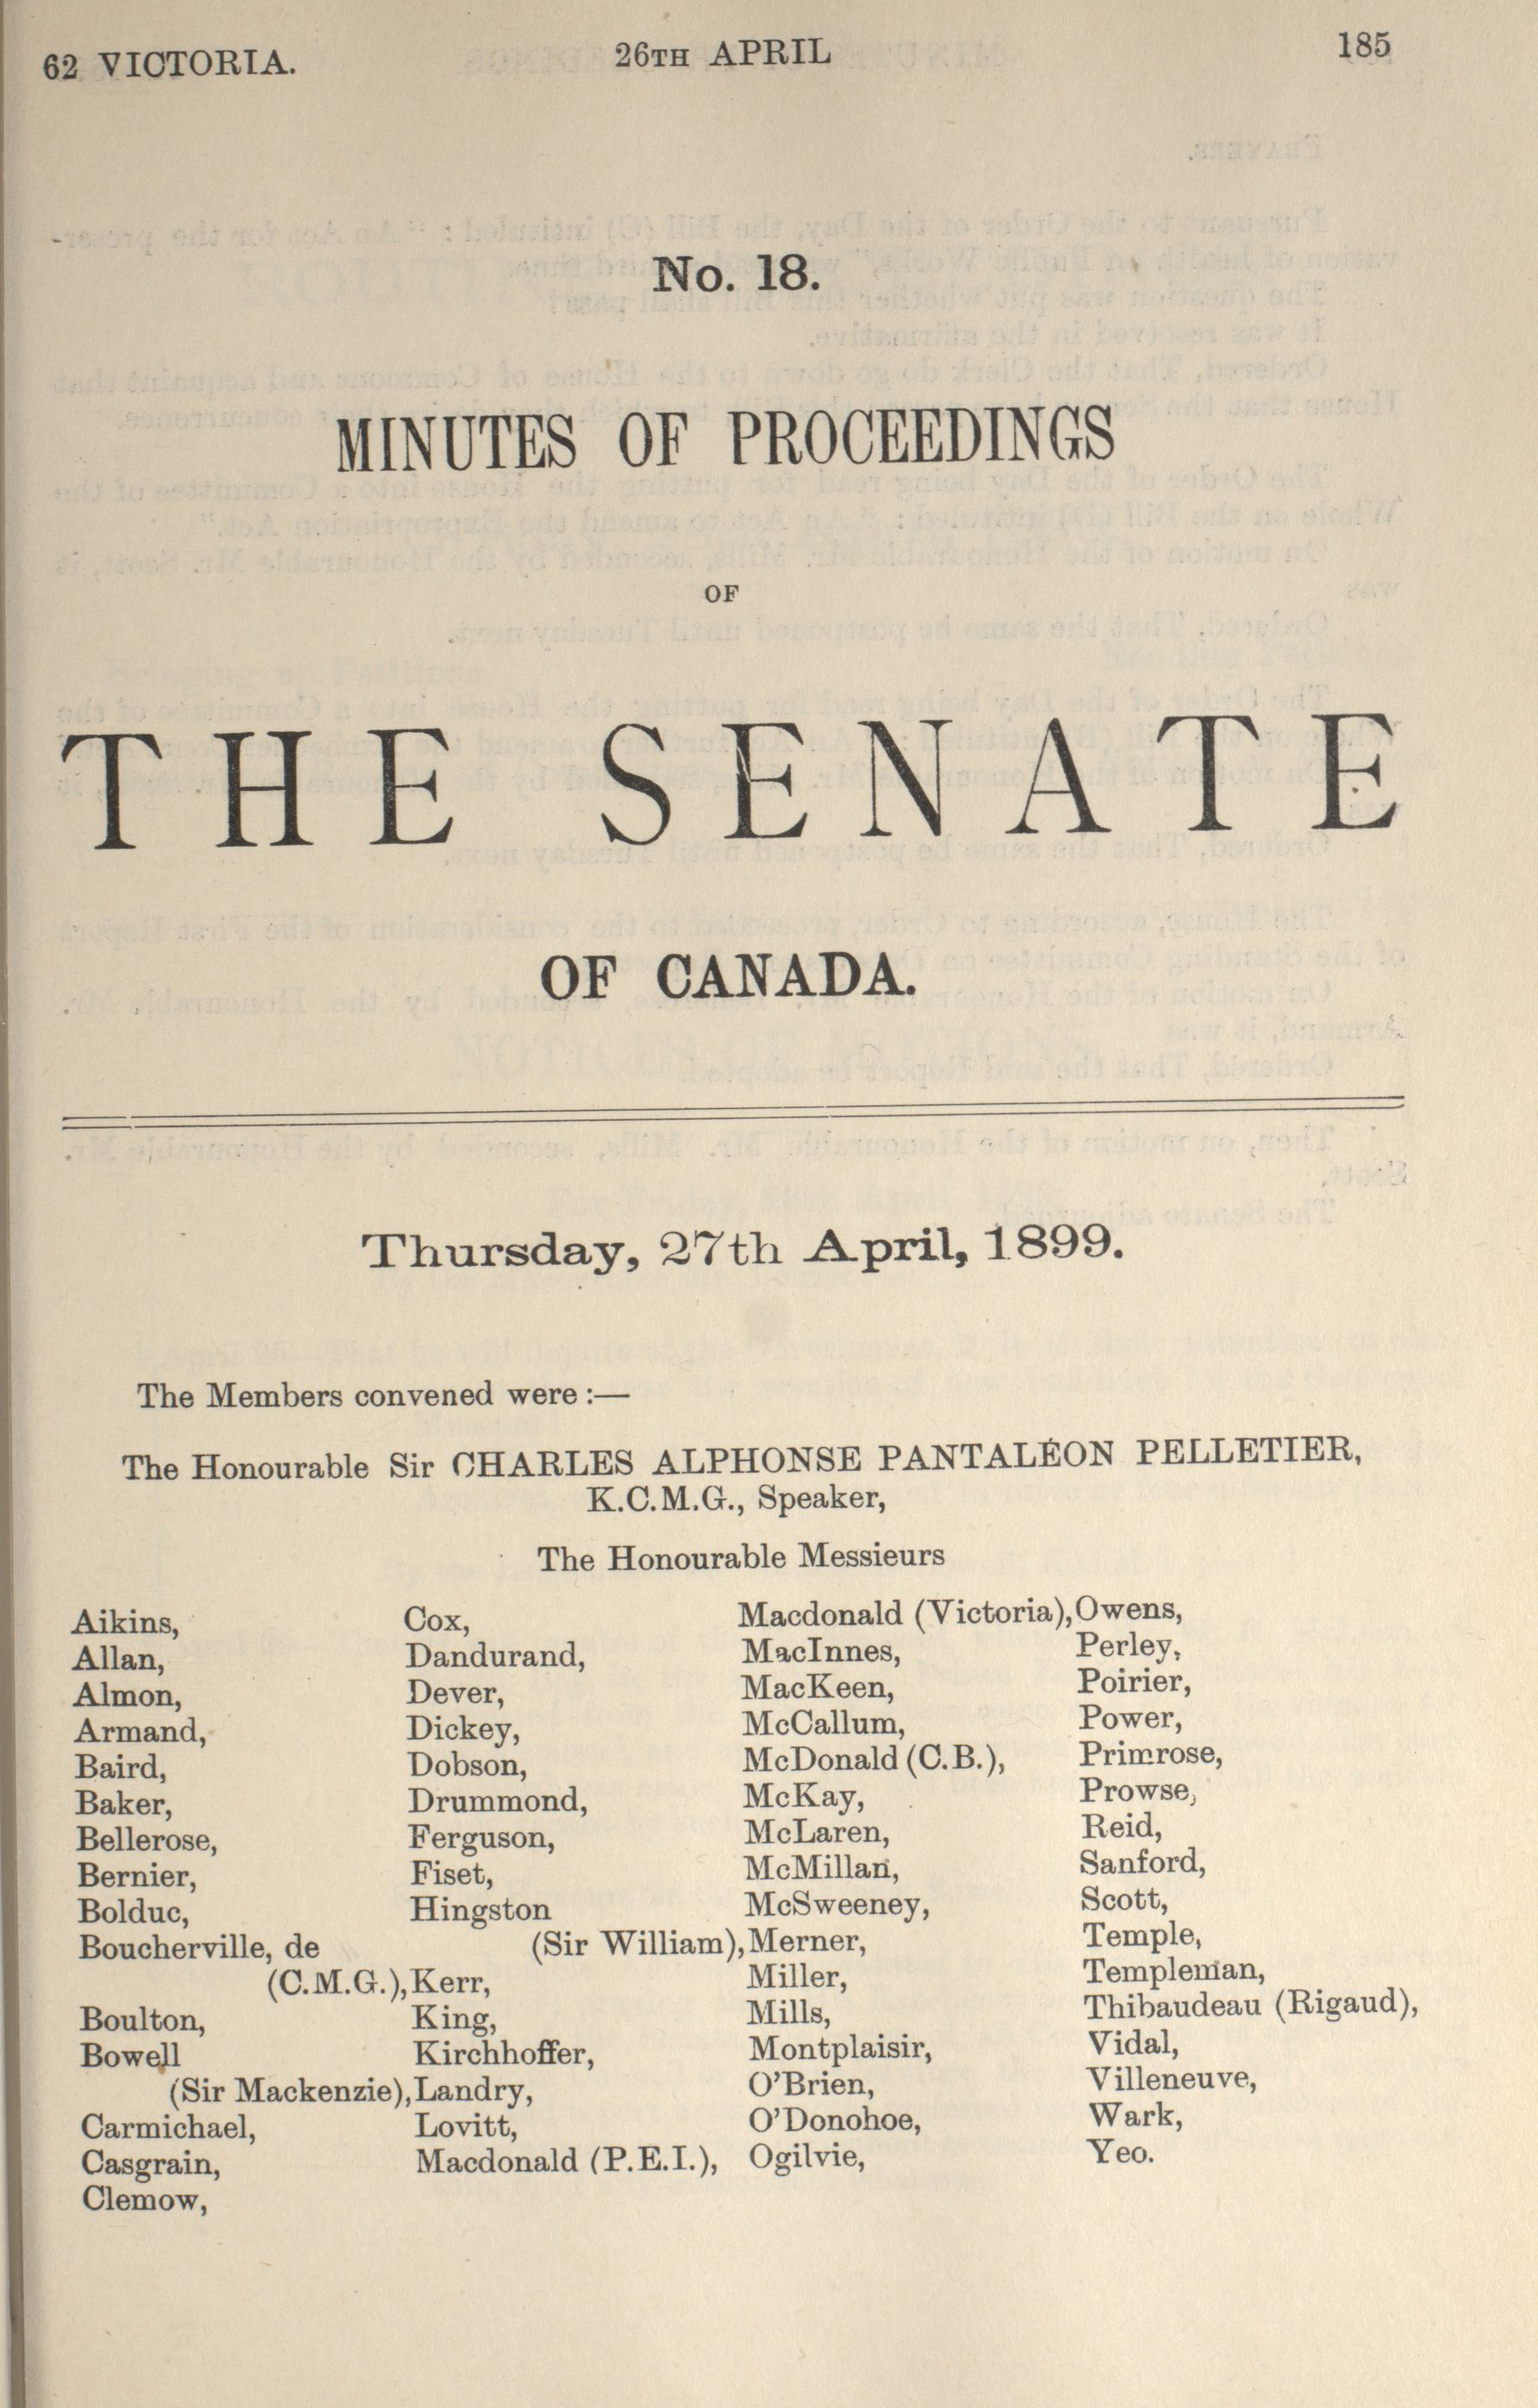 62 VICTORIA. 26TH APRIL 185
No. 18.
MINUTES OF PROCEEDINGS
OF
THE SENATE
OF CANADA.
Thursday, 27th April, 1899.
The Members convened were :—
The Honourable Sir CHARLES ALPHONSE PANTALÉON PELLETIER,
K.C.M.G., Speaker,
The Honourable Messieurs
Aikins,
Allan,
Almon,
Armand,
Baird,
Baker,
Bellerose,
Bernier,
Bolduc,
Boucherville, de
(C.M.G.),
Boulton,
Bowell
(Sir Mackenzie),
Carmichael,
Casgrain,
Clemow,
Cox,
Dandurand,
Dever,
Dickey,
Dobson,
Drummond,
Ferguson,
Fiset,
Hingston
(Sir William),
Kerr,
King,
Kirchhoffer,
Landry,
Lovitt,
Macdonald (P.E.I.),
Macdonald (Victoria),
MacInnes,
MacKeen,
McCallum,
McDonald (C.B.),
McKay,
McLaren,
McMillan,
McSweeney,
Merner,
Miller,
Mills,
Montplaisir,
O'Brien,
O'Donohoe,
Ogilvie,
Owens,
Perley,
Poirier,
Power,
Primrose,
Prowse,
Reid,
Sanford,
Scott,
Temple,
Templeman,
Thibaudeau (Rigaud),
Vidal,
Villeneuve,
Wark,
Yeo.